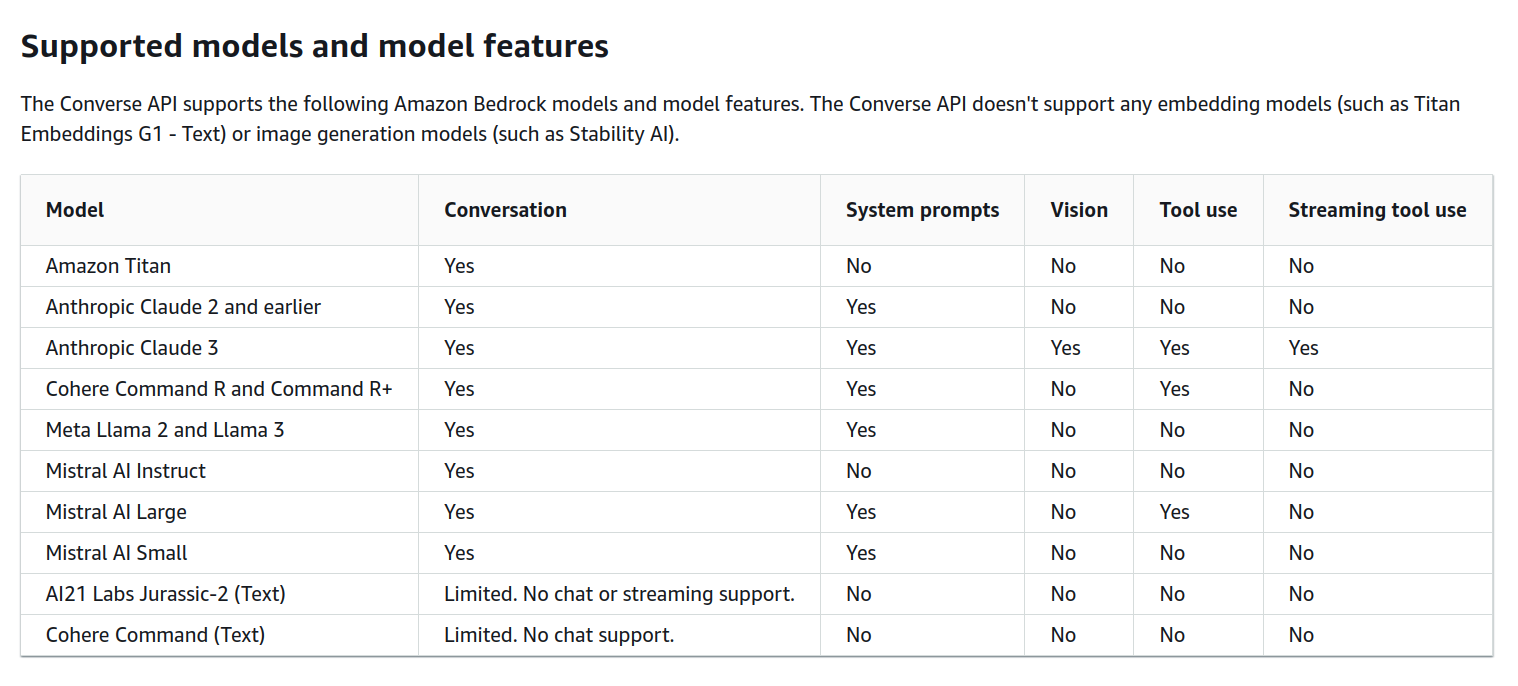 Supported models and model features
The Converse API supports the following Amazon Bedrock models and model features. The Converse API doesn't support any embedding models (such as Titan
Embeddings G1 - Text) or image generation models (such as Stability AI).
Model Conversation System prompts Vision Tool use Streaming tool use
Amazon Titan Yes No No No No
Anthropic Claude 2 and earlier Yes Yes No No No
Anthropic Claude 3 Yes Yes Yes Yes Yes
Cohere Command R and Command R+ Yes Yes No Yes No
Meta Llama 2 and Llama 3 Yes Yes No No No
Mistral AI Instruct Yes No No No No
Mistral AI Large Yes Yes No Yes No
Mistral AI Small Yes Yes No No No
AI21 Labs Jurassic-2 (Text) Limited. No chat or streaming support. No No No No
Cohere Command (Text) Limited. No chat support. No No No No